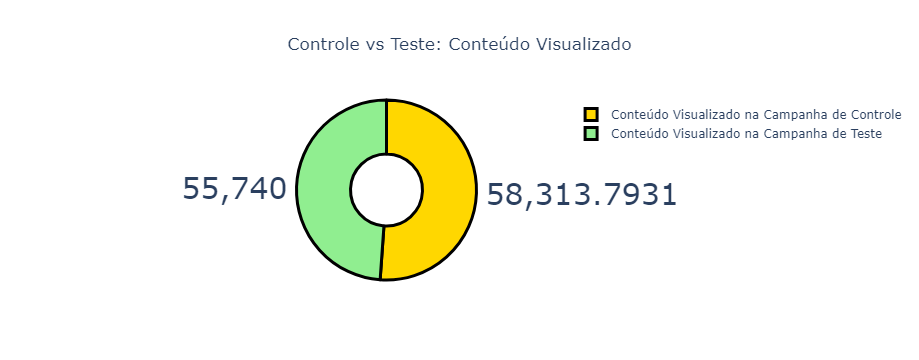 Controle vs Teste: Conteúdo Visualizado
Conteúdo Visualizado na Campanha de Controle
Conteúdo Visualizado na Campanha de Teste
55,740
58,313.7931